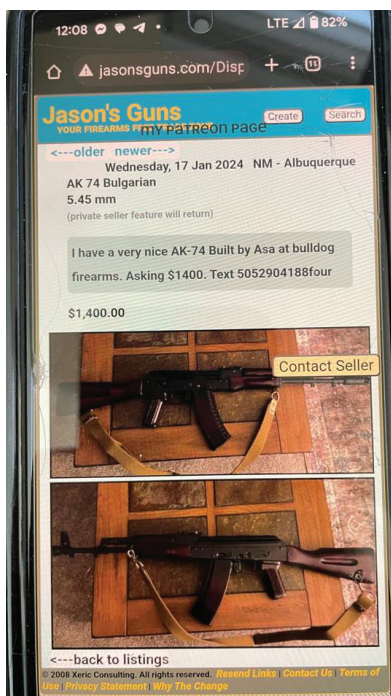 12:08
LTE 82%
jasonsguns.com/Disp
11
Jason's Guns
YOUR FIREARMS
my PATREON PAGE
Create
Search
<---older newer--->
Wednesday, 17 Jan 2024 NM - Albuquerque
AK 74 Bulgarian
5.45 mm
(private seller feature will return)
I have a very nice AK-74 Built by Asa at bulldog
firearms. Asking $1400. Text 5052904188four
$1,400.00
Contact Seller
<---back to listings
© 2008 Xeric Consulting. All rights reserved. Resend Links | Contact Us | Terms of
Use | Privacy Statement | Why The Change